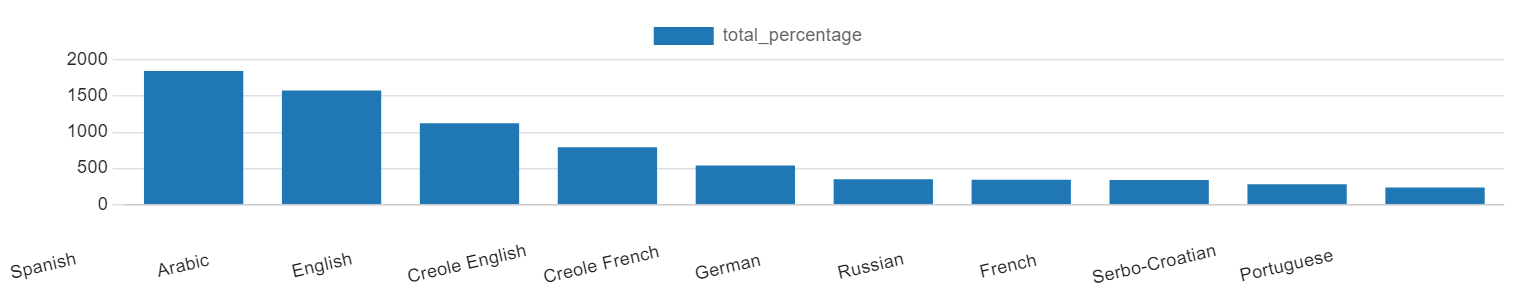 total_percentage
2000
1500
1000
500
0
Spanish
Arabic
English
Creole English
Creole French
German
Russian
French
Serbo-Croatian
Portuguese